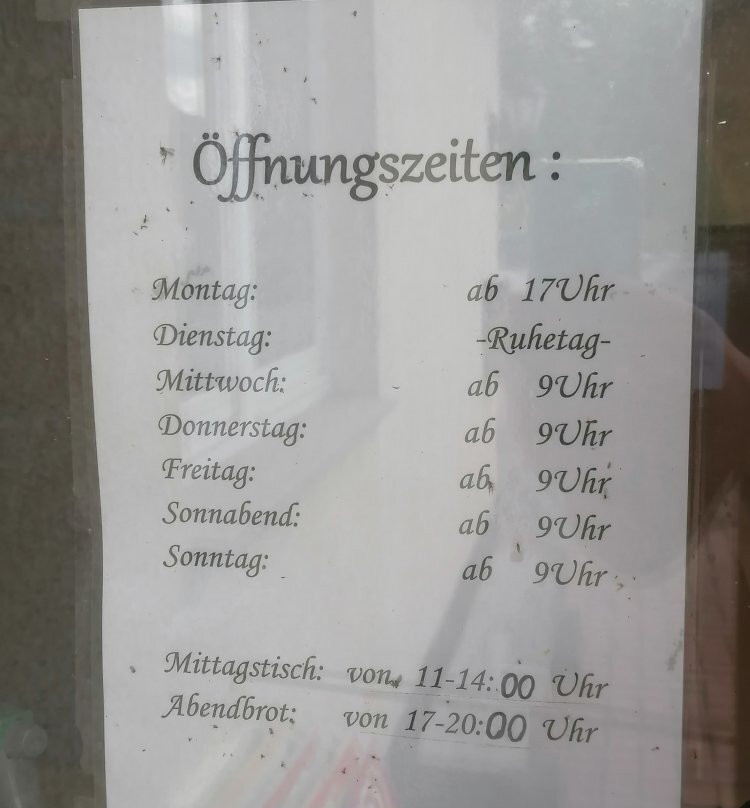 Öffnungszeiten :
Montag: ab 17Uhr
Dienstag: -Ruhetag-
Mittwoch: ab 9Uhr
Donnerstag: ab 9Uhr
Freitag: ab 9Uhr
Sonnabend: ab 9Uhr
Sonntag: ab 9Uhr
Mittagstisch: von 11-14:00 Uhr
Abendbrot: von 17-20:00 Uhr